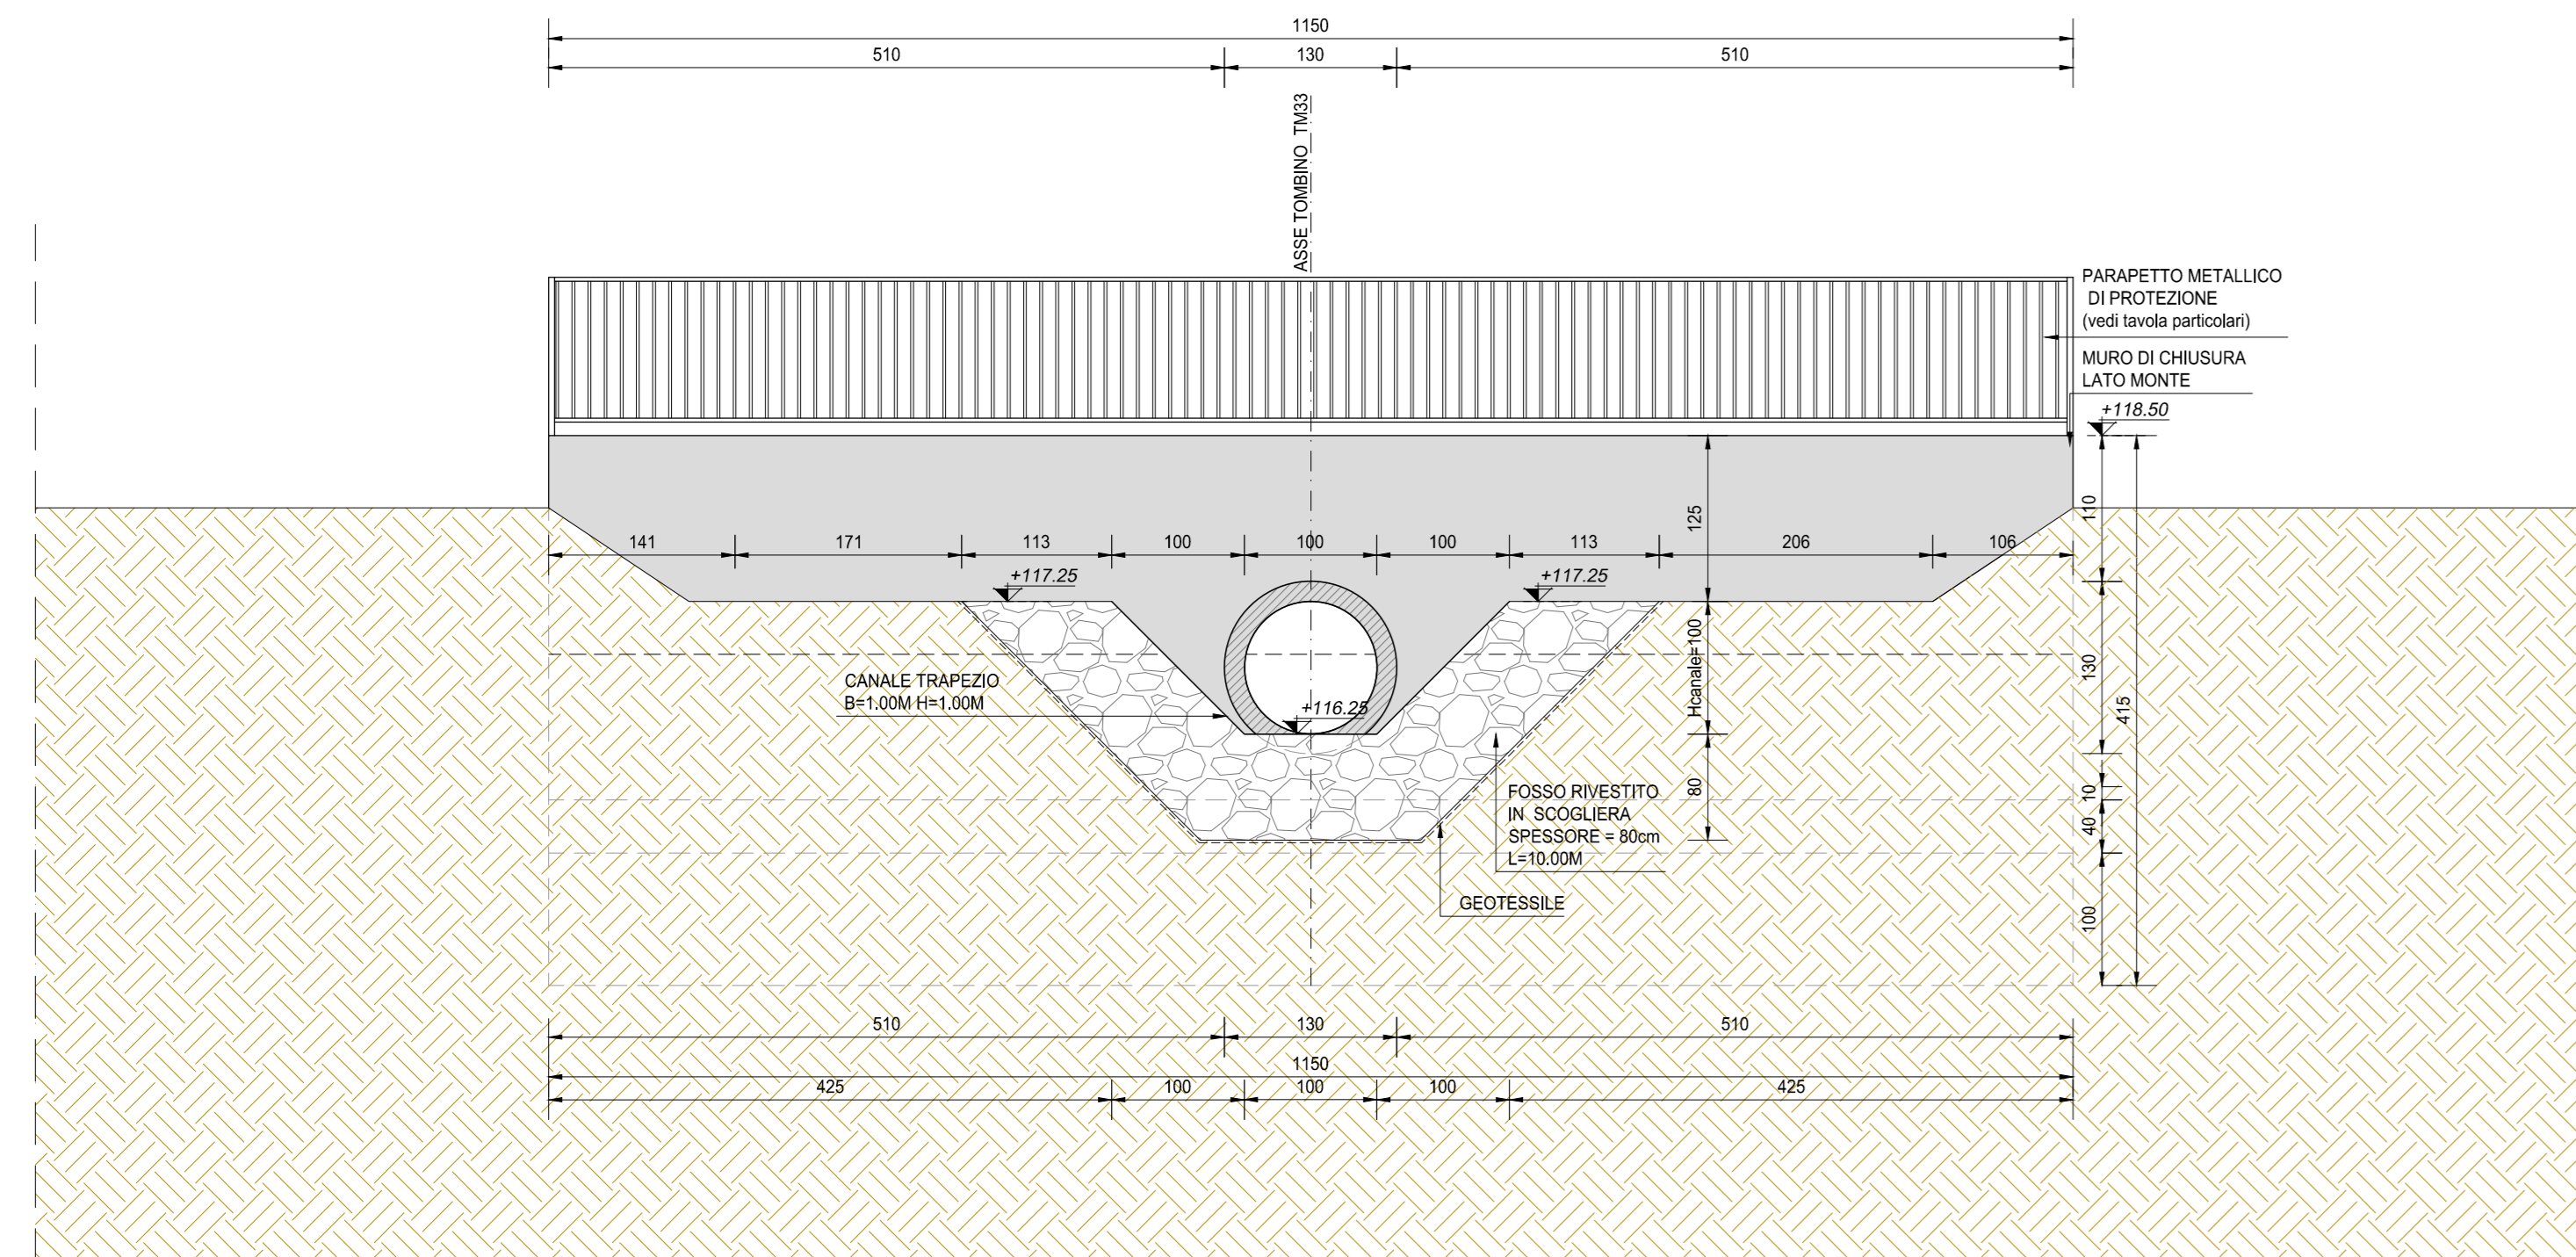 1150
510
130
510
ASSE TOMBINO TM33
PARAPETTO METALLICO
DI PROTEZIONE
(vedi tavola particolari)
MURO DI CHIUSURA
LATO MONTE
+118.50
110
125
141
171
113
100
100
100
113
206
106
+117.25
+117.25
Hcanale=100
130
415
CANALE TRAPEZIO
B=1.00M H=1.00M
+116.25
80
10
40
100
FOSSO RIVESTITO
IN SCOGLIERA
SPESSORE = 80cm
L=10.00M
GEOTESSILE
510
130
510
1150
425
100
100
100
425